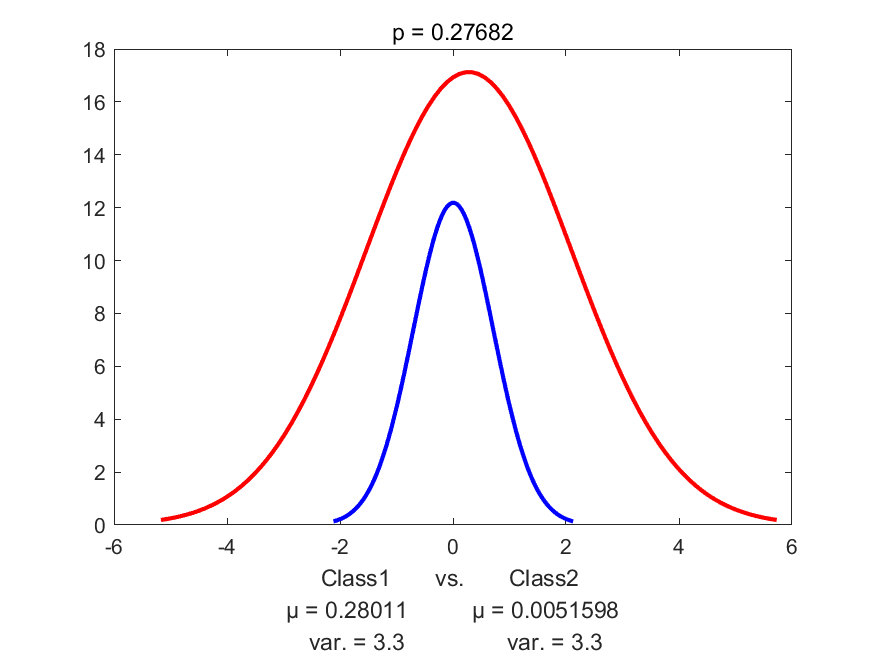 p = 0.27682
18
16
14
12
10
8
6
4
2
0
-6 -4 -2 0 2 4 6
Class1 vs. Class2
μ = 0.28011 μ = 0.0051598
var. = 3.3 var. = 3.3